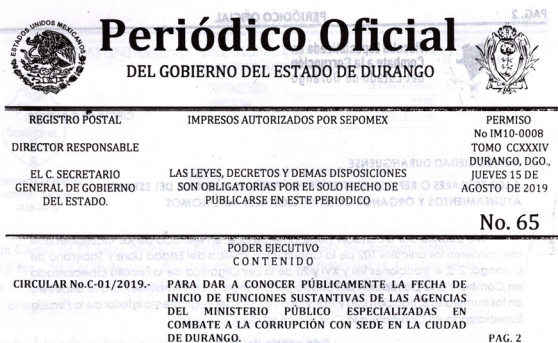 Periódico Oficial
DEL GOBIERNO DEL ESTADO DE DURANGO
REGISTRO POSTAL
IMPRESOS AUTORIZADOS POR SEPOMEX
PERMISO
No IM10-0008
DIRECTOR RESPONSABLE
TOMO CCXXXIV
DURANGO, DGO.,
EL C. SECRETARIO
GENERAL DE GOBIERNO
DEL ESTADO.
LAS LEYES, DECRETOS Y DEMAS DISPOSICIONES
SON OBLIGATORIAS POR EL SOLO HECHO DE
PUBLICARSE EN ESTE PERIODICO
JUEVES 15 DE
AGOSTO DE 2019
No. 65
PODER EJECUTIVO
CONTENIDO
CIRCULAR No.C-01/2019.- PARA DAR A CONOCER PÚBLICAMENTE LA FECHA DE
INICIO DE FUNCIONES SUSTANTIVAS DE LAS AGENCIAS
DEL MINISTERIO PÚBLICO ESPECIALIZADAS EN
COMBATE A LA CORRUPCIÓN CON SEDE EN LA CIUDAD
DE DURANGO. PAG. 2